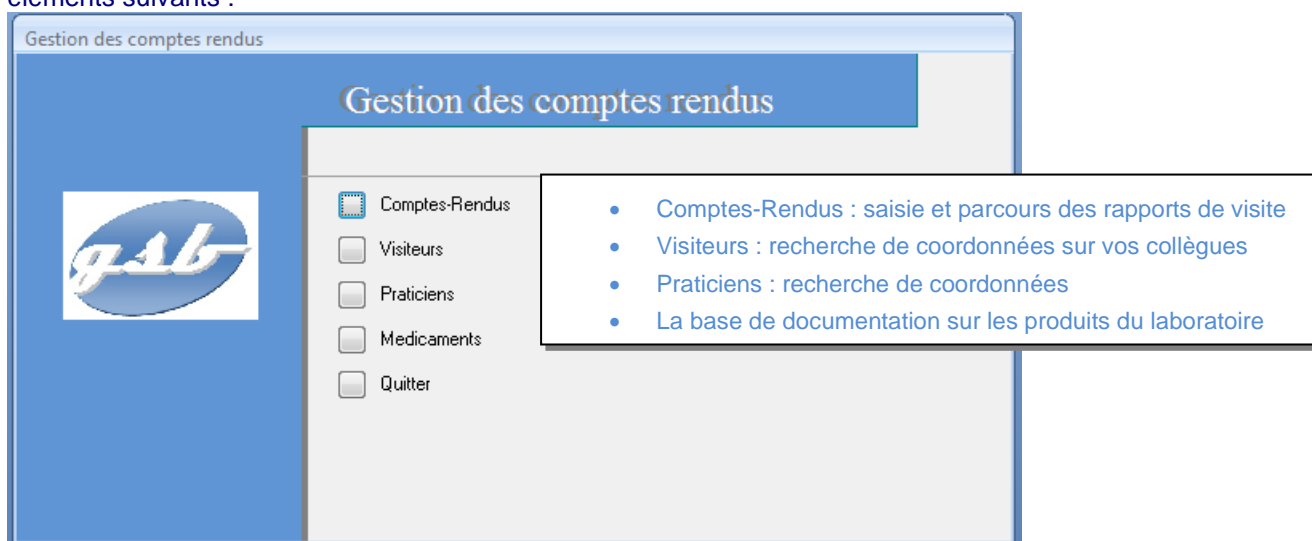 éléments suivants :
Gestion des comptes rendus
Gestion des comptes rendus
gsb
Comptes-Rendus
Visiteurs
Praticiens
Medicaments
Quitter
• Comptes-Rendus : saisie et parcours des rapports de visite
• Visiteurs : recherche de coordonnées sur vos collègues
• Praticiens : recherche de coordonnées
• La base de documentation sur les produits du laboratoire